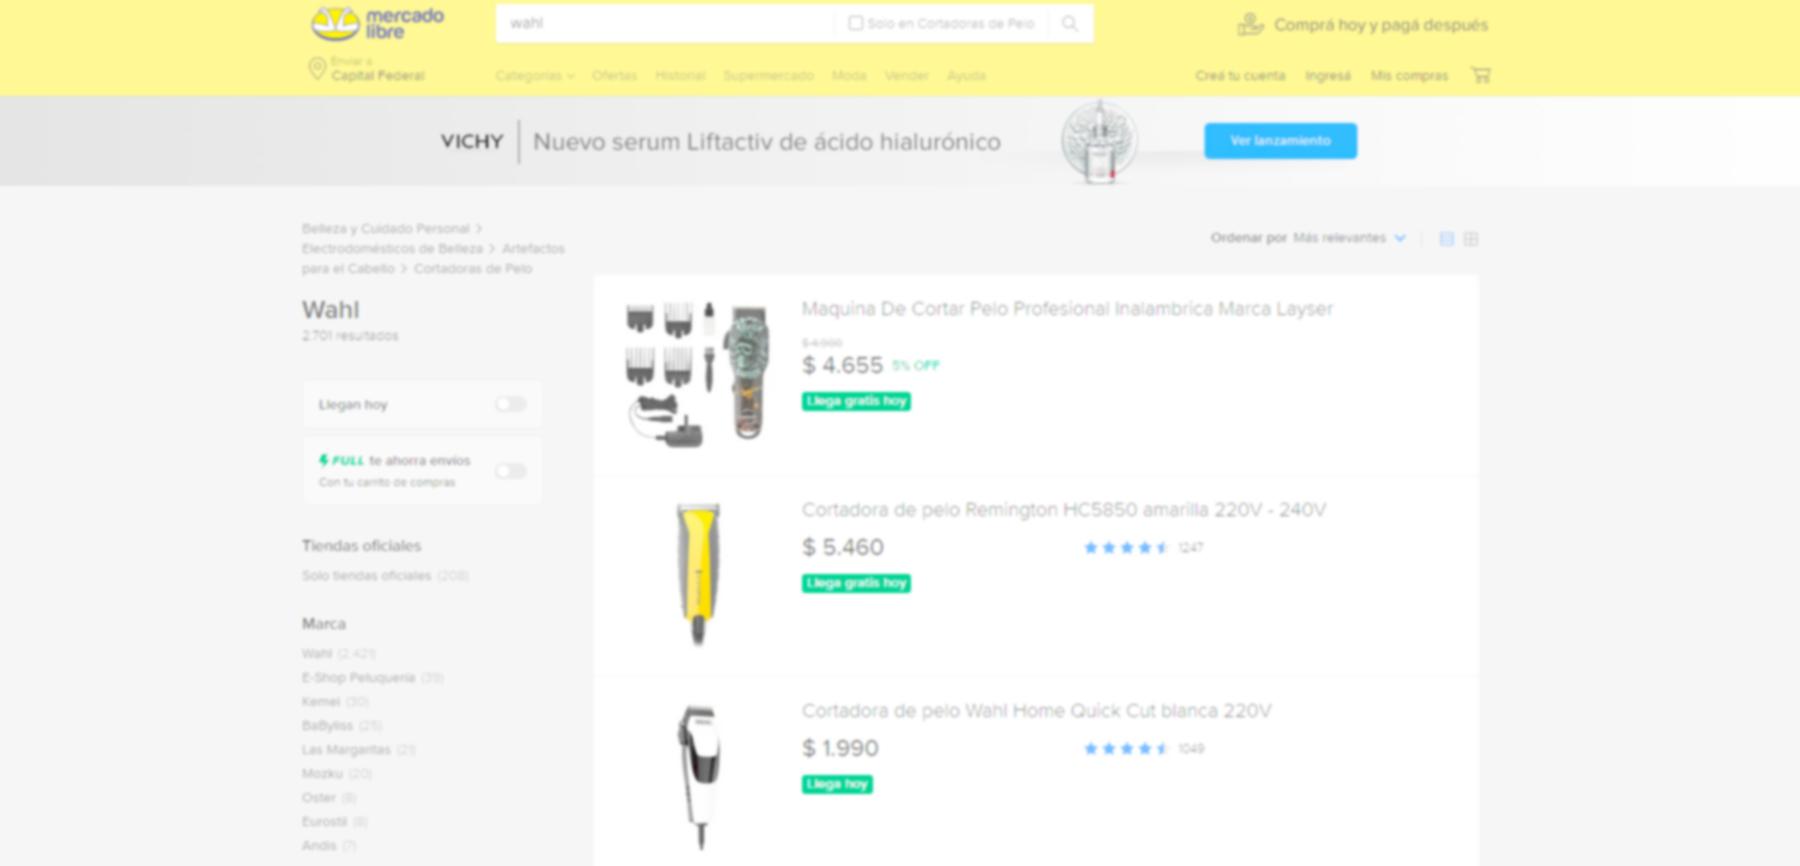 mercado
libre
wahl
Solo en Cortadoras de Pelo
Comprá hoy y pagá después
Enviar a
Capital Federal
Categorías Ofertas Historial Supermercado Moda Vender Ayuda
Creá tu cuenta Ingresá Mis compras
VICHY Nuevo serum Liftactiv de ácido hialurónico
Ver lanzamiento
Belleza y Cuidado Personal >
Electrodomésticos de Belleza > Artefactos
para el Cabello > Cortadoras de Pelo
Wahl
2.701 resultados
Llegan hoy
FULL te ahorra envíos
Con tu carrito de compras
Tiendas oficiales
Solo tiendas oficiales (208)
Marca
Wahl (2.421)
E-Shop Peluquería (39)
Kemei (30)
BaByliss (25)
Las Margaritas (21)
Mozku (20)
Oster (8)
Eurostil (8)
Andis (7)
Ordenar por Más relevantes
Maquina De Cortar Pelo Profesional Inalambrica Marca Layser
$ 4.900
$ 4.655 5% OFF
Llega gratis hoy
Cortadora de pelo Remington HC5850 amarilla 220V - 240V
$ 5.460
1247
Llega gratis hoy
Cortadora de pelo Wahl Home Quick Cut blanca 220V
$ 1.990
1049
Llega hoy